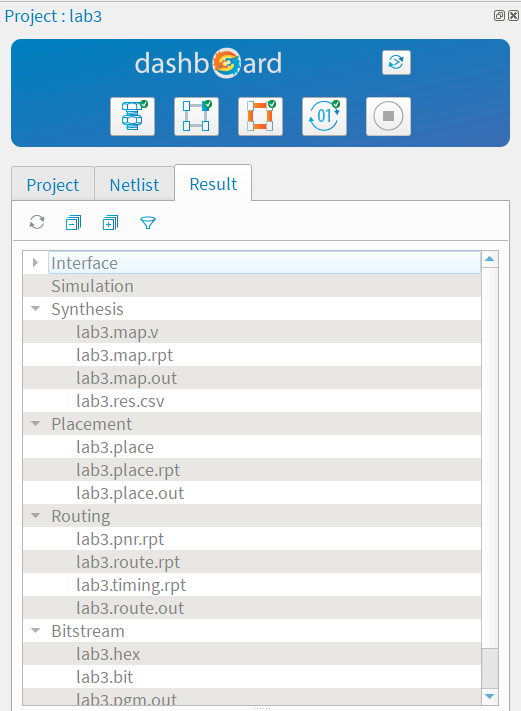 Project : lab3
dashboard
01
Project Netlist Result
Interface
Simulation
Synthesis
lab3.map.v
lab3.map.rpt
lab3.map.out
lab3.res.csv
Placement
lab3.place
lab3.place.rpt
lab3.place.out
Routing
lab3.pnr.rpt
lab3.route.rpt
lab3.timing.rpt
lab3.route.out
Bitstream
lab3.hex
lab3.bit
lab3.pgm.out